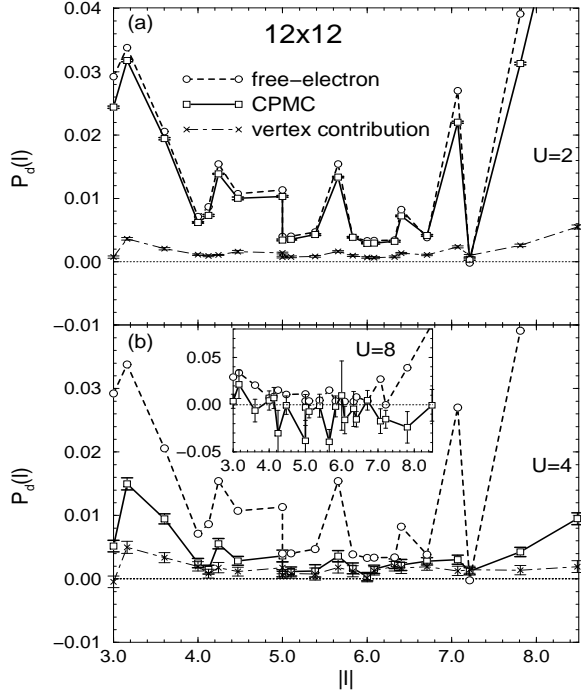 (a)
12x12
free-electron
CPMC
vertex contribution
U=2
P_d(l)
0.04
0.03
0.02
0.01
0.00
-0.01
(b)
U=8
0.05
0.00
-0.05
3.0 4.0 5.0 6.0 7.0 8.0
U=4
P_d(l)
0.03
0.02
0.01
0.00
-0.01
3.0 4.0 5.0 6.0 7.0 8.0
|l|